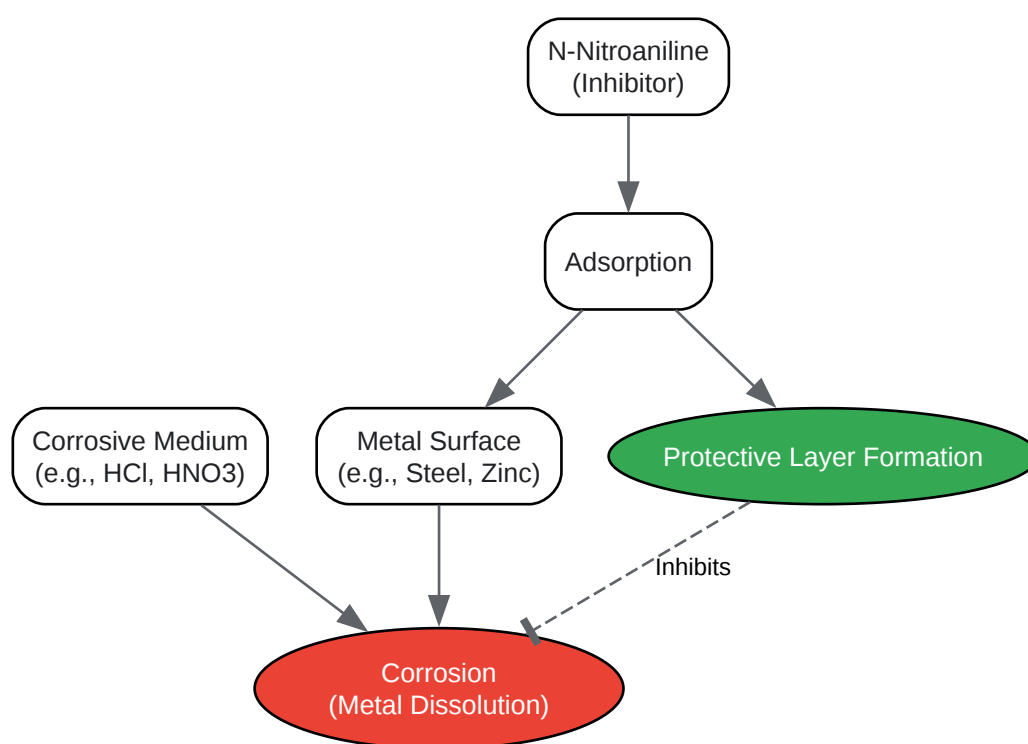 N-Nitroaniline
(Inhibitor)
Adsorption
Corrosive Medium
(e.g., HCl, HNO3)
Metal Surface
(e.g., Steel, Zinc)
Protective Layer Formation
Inhibits
Corrosion
(Metal Dissolution)